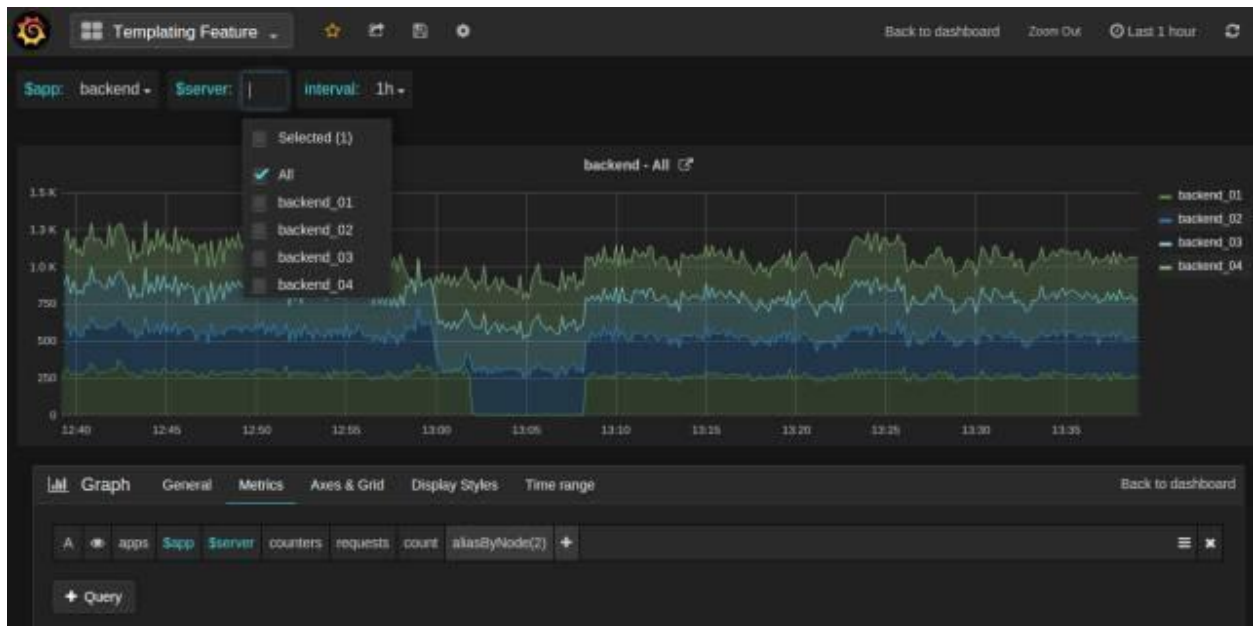 Templating Feature
Back to dashboard Zoom Out Last 1 hour
$app: backend $server: interval: 1h
Selected (1)
All
backend_01
backend_02
backend_03
backend_04
backend - All
1.5 K
1.3 K
1.0 K
750
500
250
0
12:40 12:45 12:50 12:55 13:00 13:05 13:10 13:15 13:20 13:25 13:30 13:35
backend_01
backend_02
backend_03
backend_04
Graph General Metrics Axes & Grid Display Styles Time range Back to dashboard
A apps $app $server counters requests count aliasByNode(2) +
+ Query